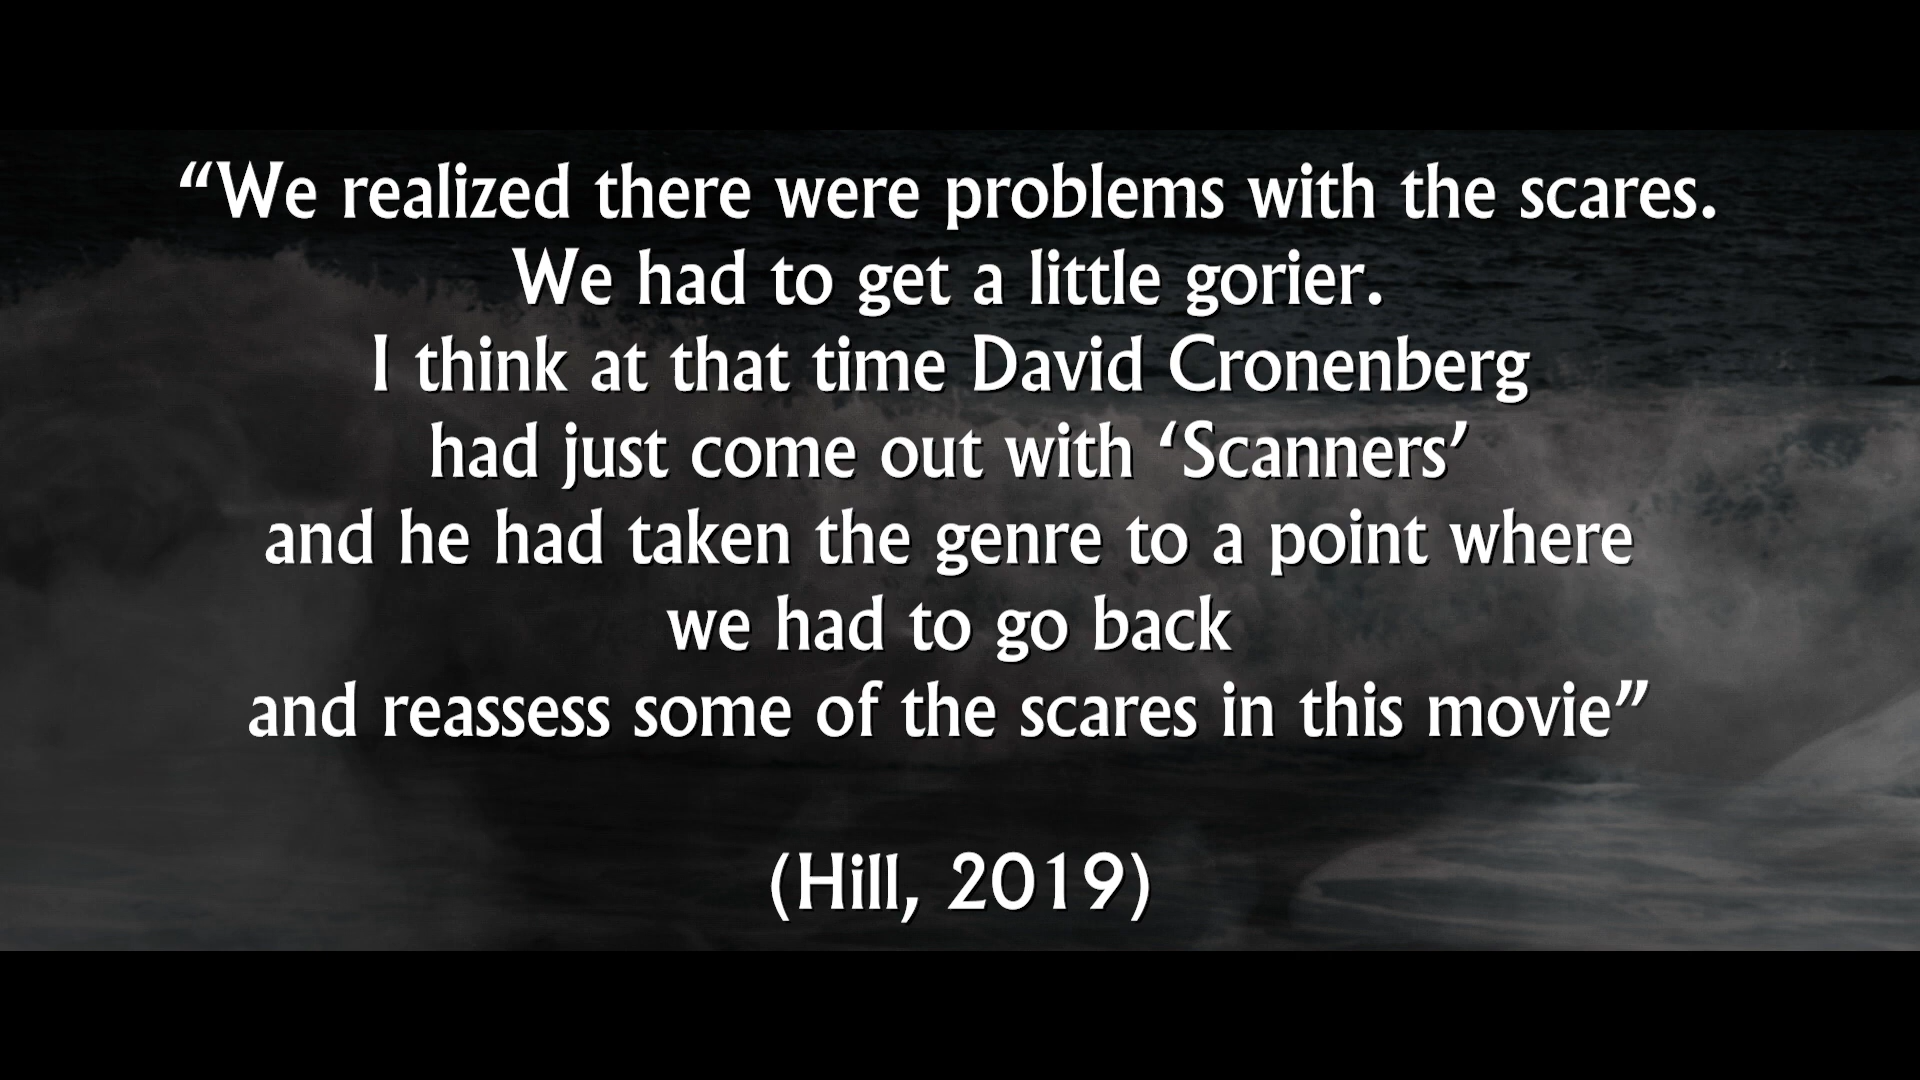 “We realized there were problems with the scares.
We had to get a little gorier.
I think at that time David Cronenberg
had just come out with ‘Scanners’
and he had taken the genre to a point where
we had to go back
and reassess some of the scares in this movie”
(Hill, 2019)